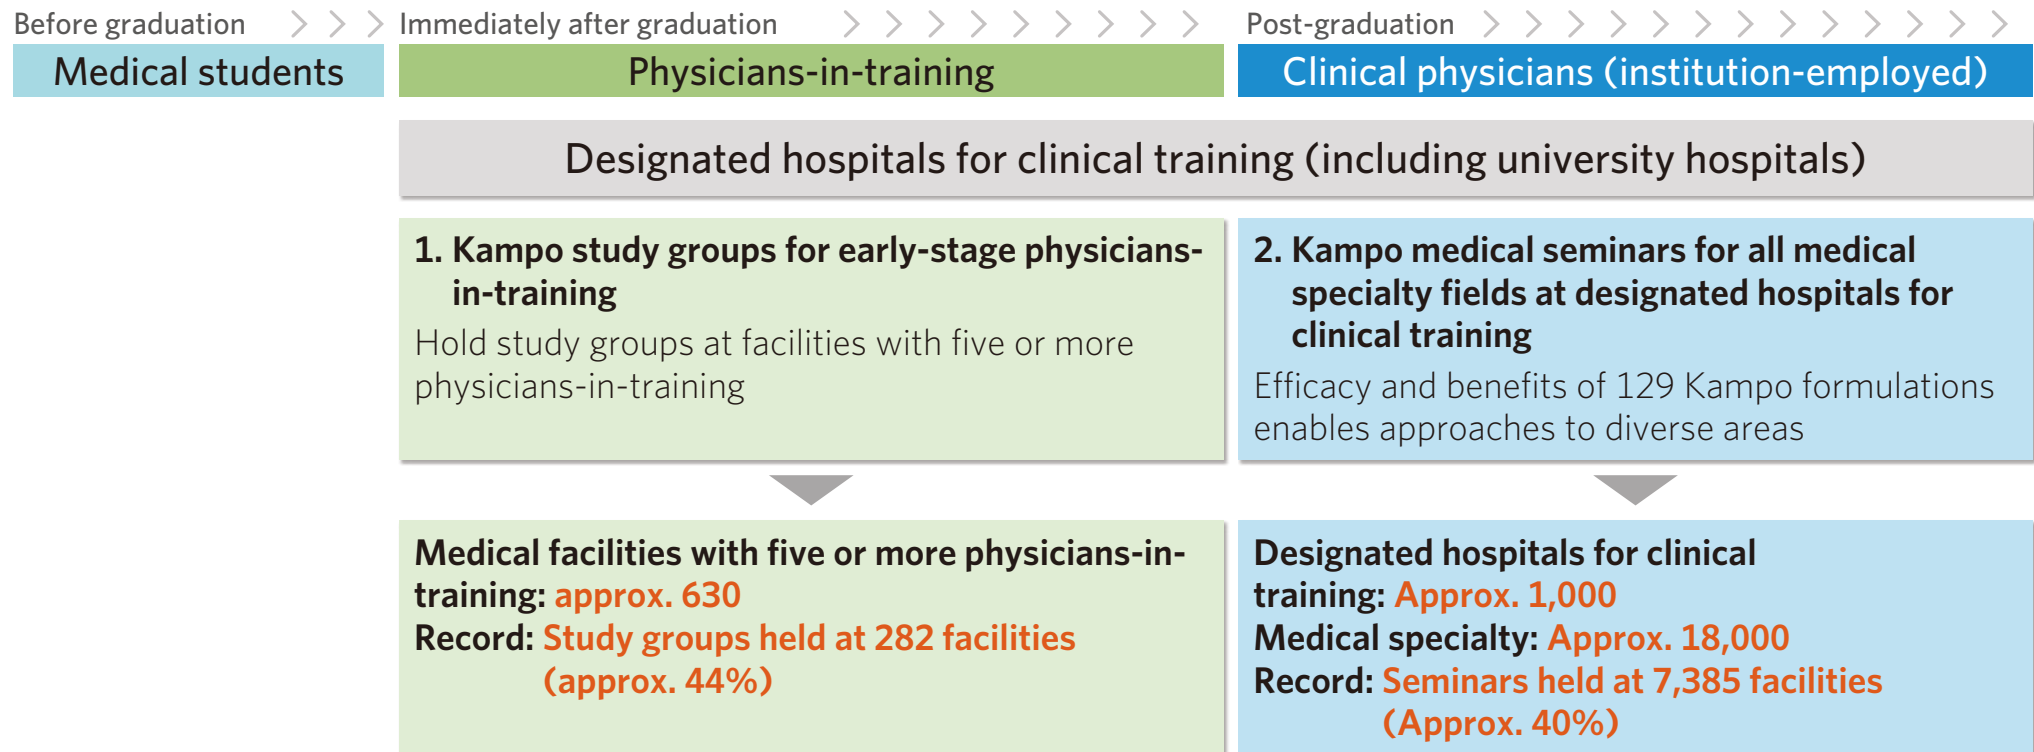 Before graduation
Immediately after graduation
Post-graduation
Medical students
Physicians-in-training
Clinical physicians (institution-employed)
Designated hospitals for clinical training (including university hospitals)
1. Kampo study groups for early-stage physicians-
in-training
Hold study groups at facilities with five or more
physicians-in-training
2. Kampo medical seminars for all medical
specialty fields at designated hospitals for
clinical training
Efficacy and benefits of 129 Kampo formulations
enables approaches to diverse areas
Medical facilities with five or more physicians-in-
training: approx. 630
Record: Study groups held at 282 facilities
(approx. 44%)
Designated hospitals for clinical
training: Approx. 1,000
Medical specialty: Approx. 18,000
Record: Seminars held at 7,385 facilities
(Approx. 40%)